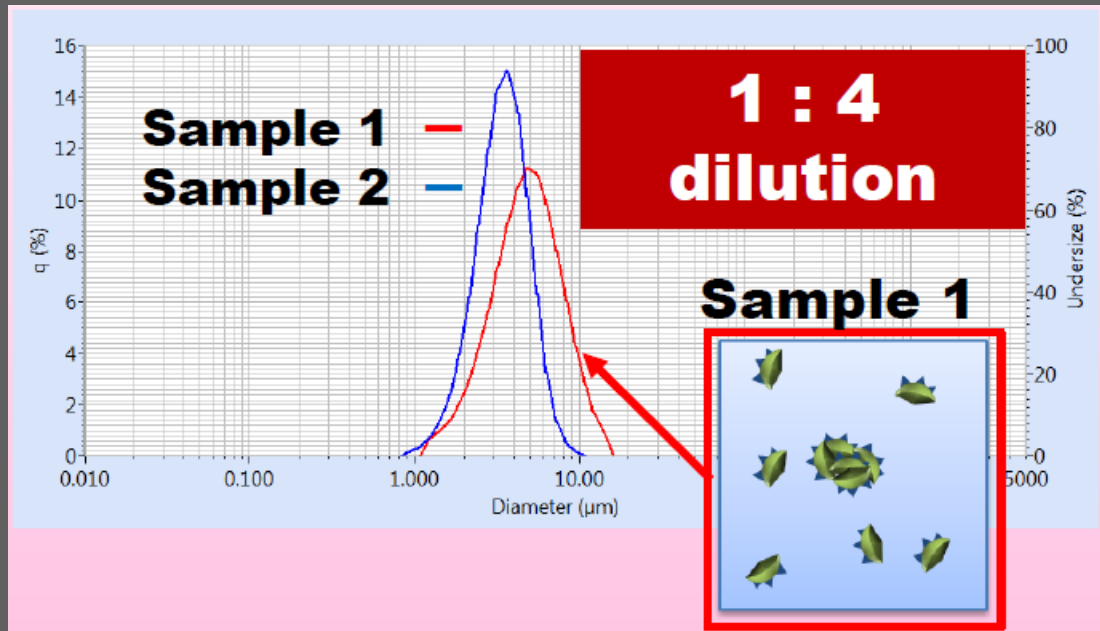 16
14
12
10
8
6
4
2
0
q (%)
Sample 1
Sample 2
1 : 4
dilution
100
80
60
40
20
0
Undersize (%)
Sample 1
0.010
0.100
1.000
10.00
5000
Diameter (µm)